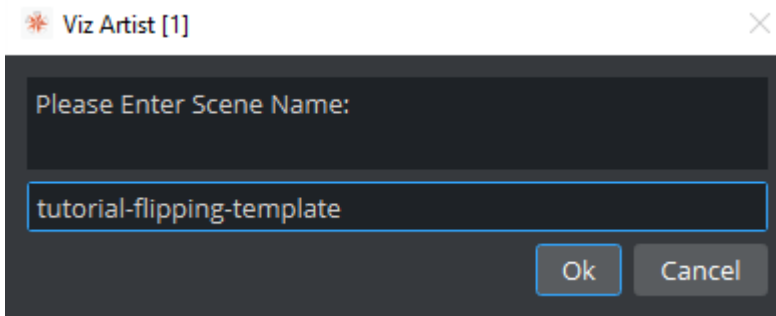 Viz Artist [1]
Please Enter Scene Name:
tutorial-flipping-template
Ok
Cancel